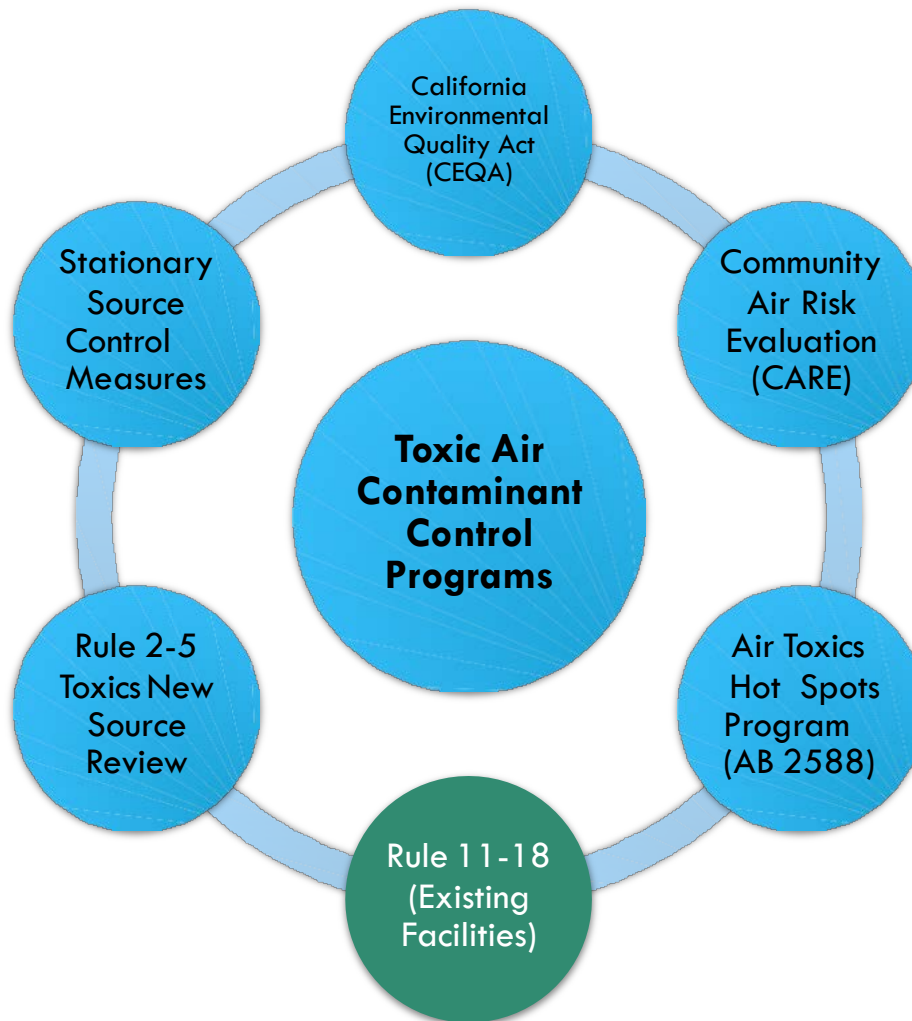 California
Environmental
Quality Act
(CEQA)
Stationary
Source
Control
Measures
Community
Air Risk
Evaluation
(CARE)
Toxic Air
Contaminant
Control
Programs
Rule 2-5
Toxics New
Source
Review
Air Toxics
Hot Spots
Program
(AB 2588)
Rule 11-18
(Existing
Facilities)